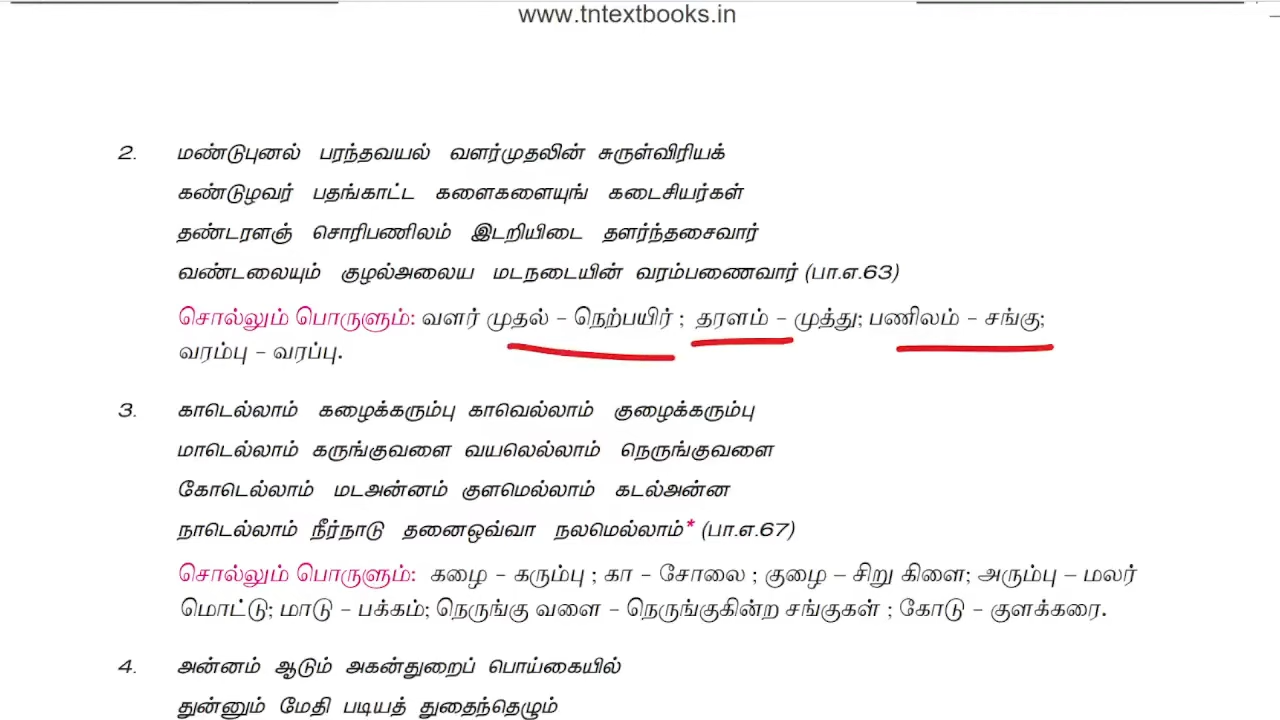 www.tntextbooks.in
2. மண்டுபுனல் பரந்தவயல் வளர்முதலின் சுருள்விரியக்
கண்டுழவர் பதங்காட்ட களைகளையுங் கடைசியர்கள்
தண்டரளஞ் சொரிபணிலம் இடறியிடை தளர்ந்தசைவார்
வண்டலையும் குழல்அலைய மடநடையின் வரம்பணைவார் (பா.எ.63)
சொல்லும் பொருளும்: வளர் முதல் – நெற்பயிர் ; தரளம் – முத்து; பணிலம் – சங்கு;
வரம்பு – வரப்பு.
3. காடெல்லாம் கழைக்கரும்பு காவெல்லாம் குழைக்கரும்பு
மாடெல்லாம் கருங்குவளை வயலெல்லாம் நெருங்குவளை
கோடெல்லாம் மடஅன்னம் குளமெல்லாம் கடல்அன்ன
நாடெல்லாம் நீர்நாடு தனைஒவ்வா நலமெல்லாம்* (பா.எ.67)
சொல்லும் பொருளும்: கழை – கரும்பு ; கா – சோலை ; குழை – சிறு கிளை; அரும்பு – மலர்
மொட்டு; மாடு – பக்கம்; நெருங்கு வளை – நெருங்குகின்ற சங்குகள் ; கோடு – குளக்கரை.
4. அன்னம் ஆடும் அகன்துறைப் பொய்கையில்
துன்னும் மேதி படியத் துதைந்தெழும்